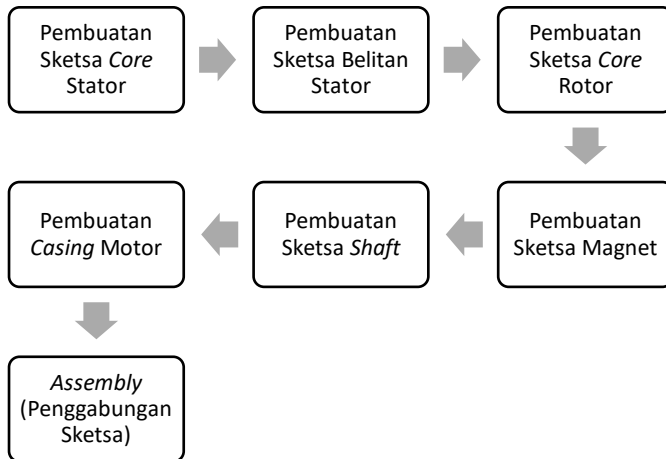 Pembuatan
Sketsa Core
Stator
Pembuatan
Sketsa Belitan
Stator
Pembuatan
Sketsa Core
Rotor
Pembuatan
Sketsa Magnet
Pembuatan
Sketsa Shaft
Pembuatan
Casing Motor
Assembly
(Penggabungan
Sketsa)